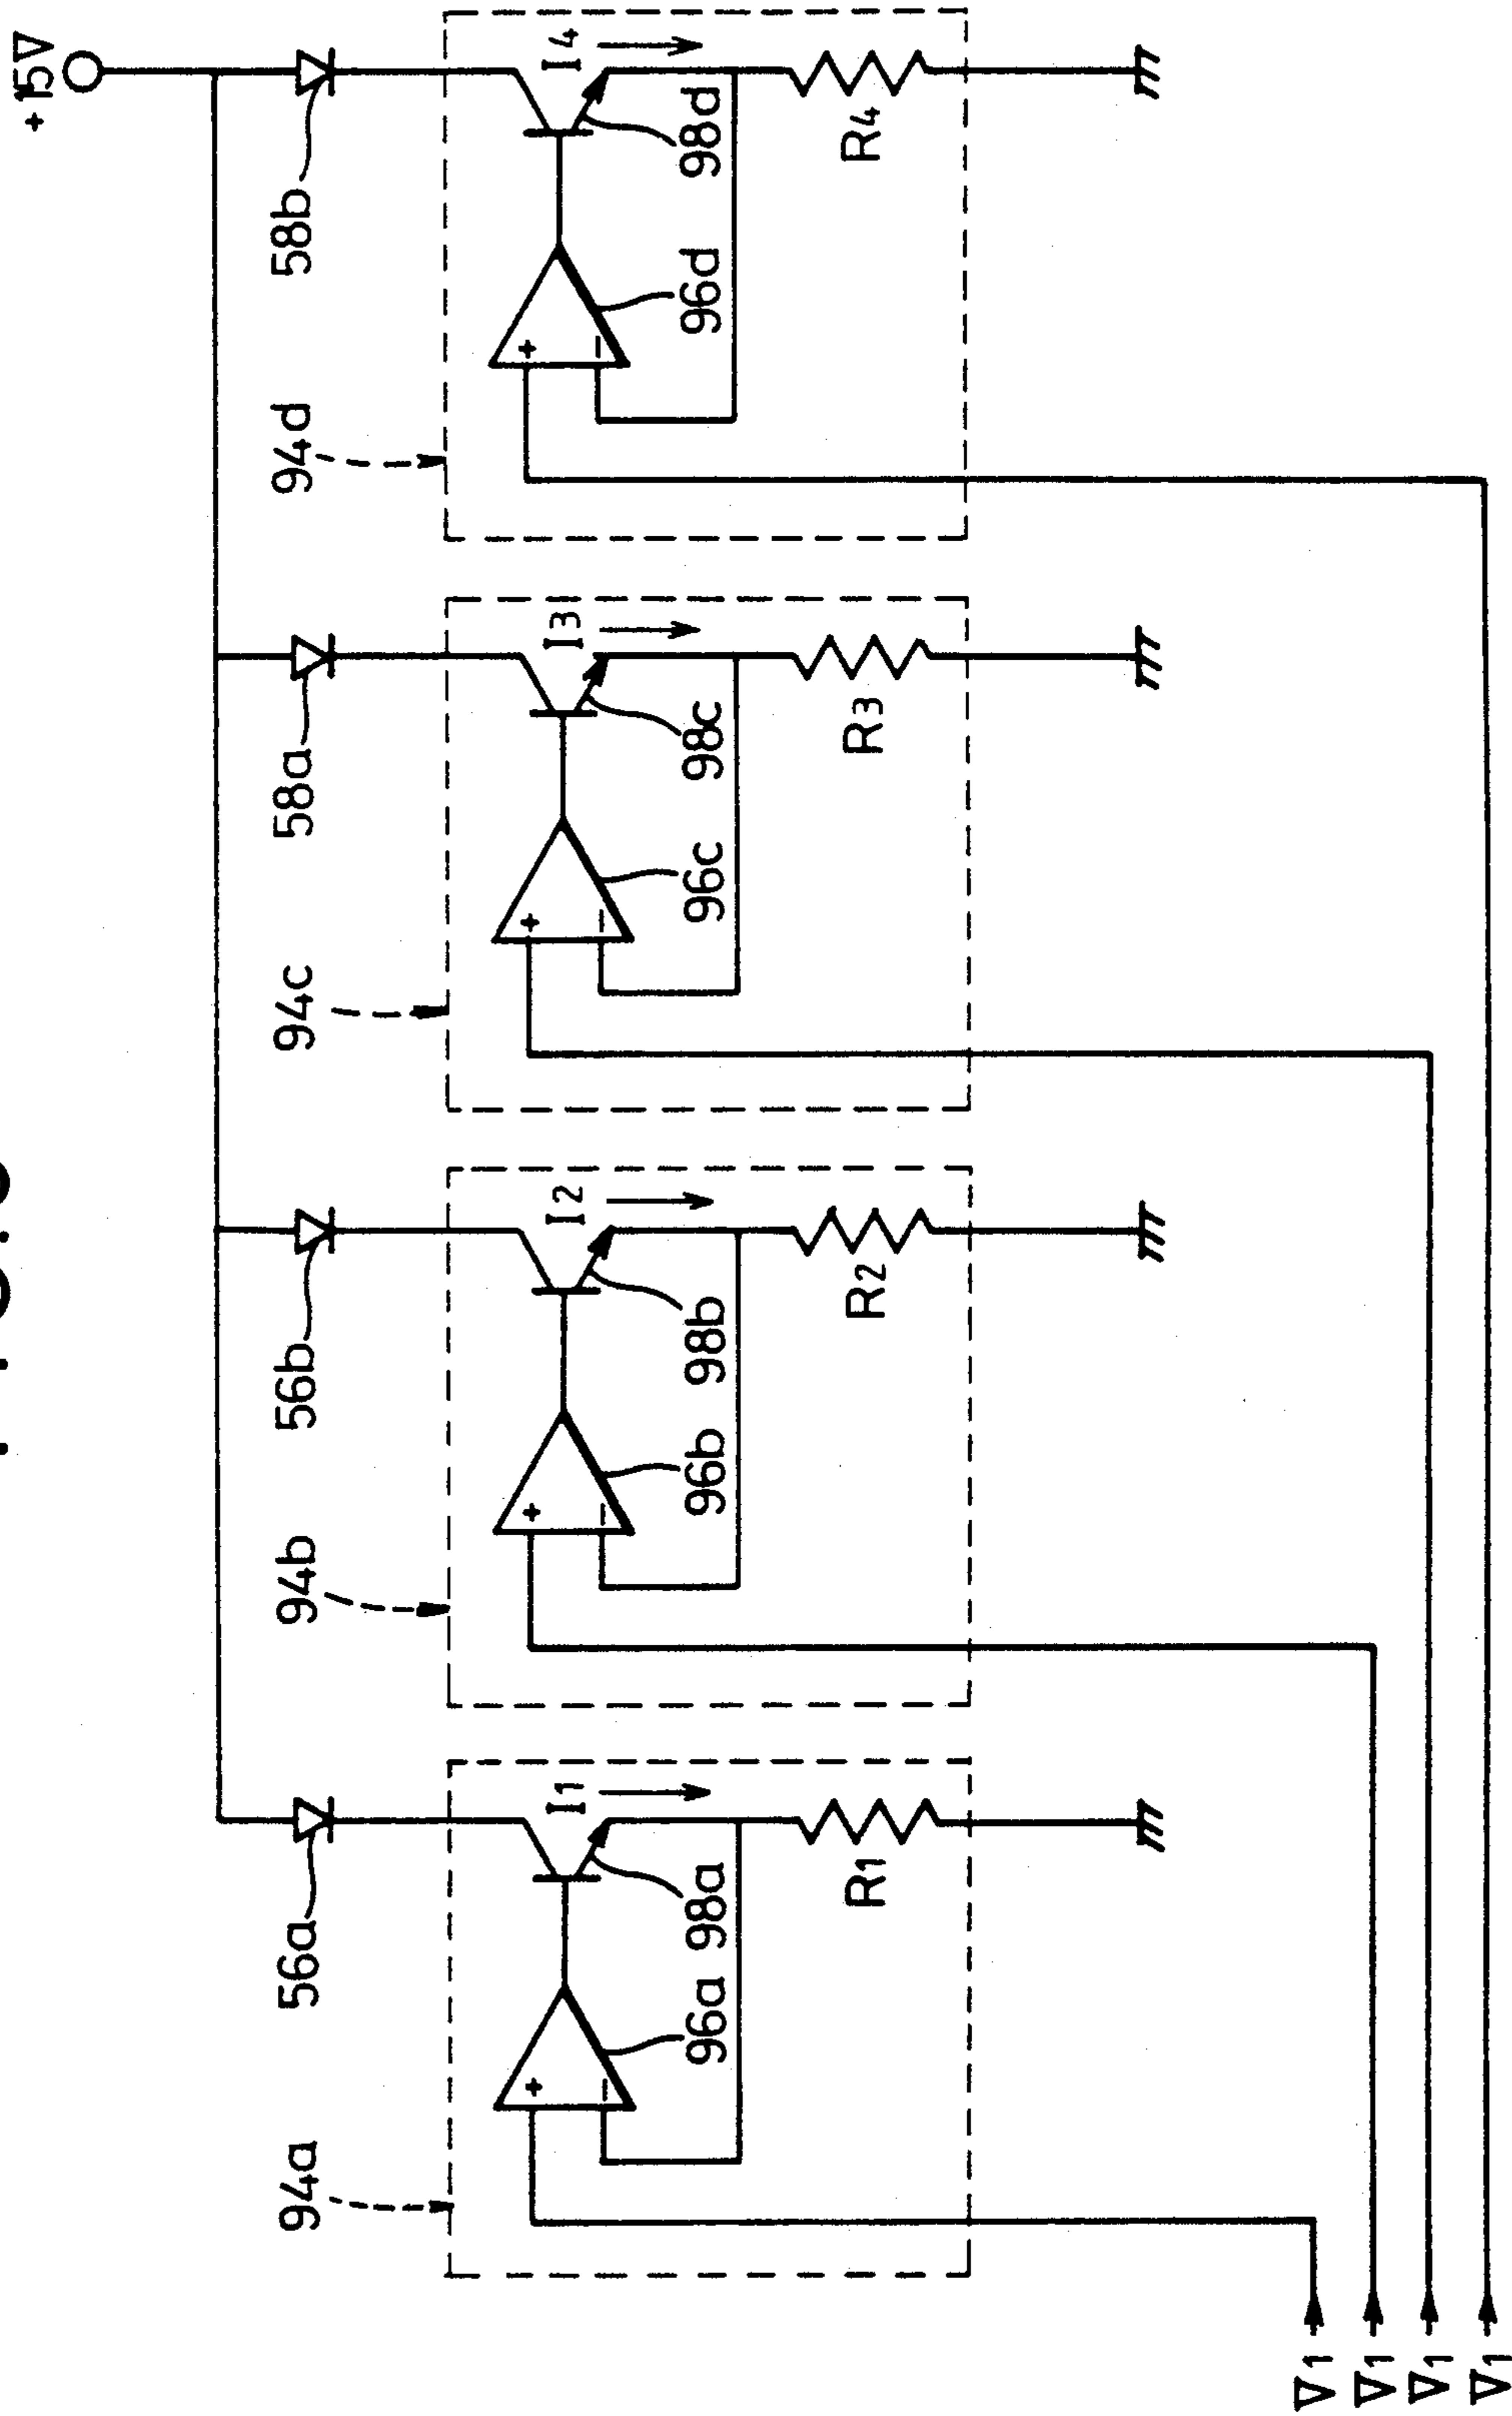 +15V
56a
56b
58a
58b
94a
94b
94c
94d
I1
I2
I3
I4
+
+
+
+
−
−
−
−
96a
98a
96b
98b
96c
98c
96d
98d
R1
R2
R3
R4
V1
V1
V1
V1